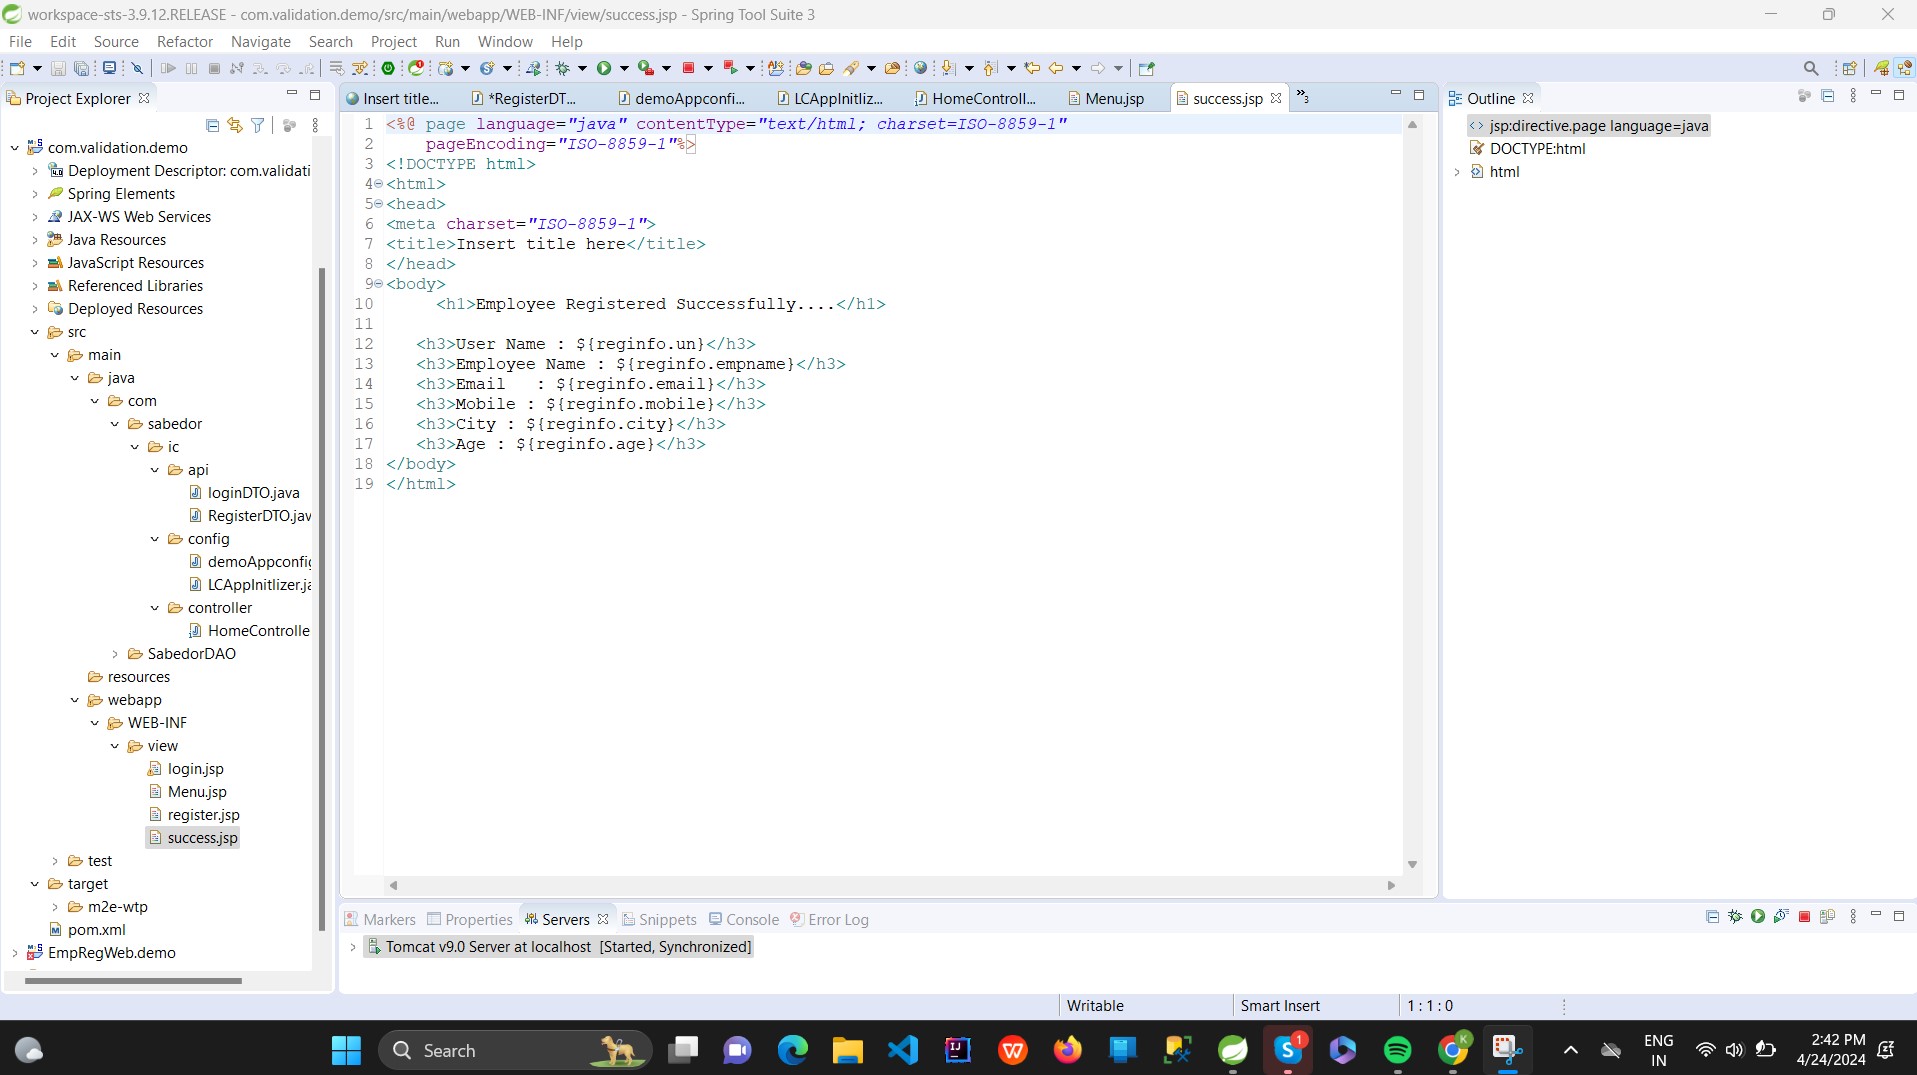 workspace-sts-3.9.12.RELEASE - com.validation.demo/src/main/webapp/WEB-INF/view/success.jsp - Spring Tool Suite 3
File Edit Source Refactor Navigate Search Project Run Window Help
Project Explorer
com.validation.demo
Deployment Descriptor: com.validati
Spring Elements
JAX-WS Web Services
Java Resources
JavaScript Resources
Referenced Libraries
Deployed Resources
src
main
java
com
sabedor
ic
api
loginDTO.java
RegisterDTO.jav
config
demoAppconfig
LCAppInitlizer.ja
controller
HomeControlle
SabedorDAO
resources
webapp
WEB-INF
view
login.jsp
Menu.jsp
register.jsp
success.jsp
test
target
m2e-wtp
pom.xml
EmpRegWeb.demo
Insert title... *RegisterDT... demoAppconfi... LCAppInitliz... HomeControll... Menu.jsp success.jsp »3
1 <%@ page language="java" contentType="text/html; charset=ISO-8859-1"
2 pageEncoding="ISO-8859-1"%>
3 <!DOCTYPE html>
4 <html>
5 <head>
6 <meta charset="ISO-8859-1">
7 <title>Insert title here</title>
8 </head>
9 <body>
10 <h1>Employee Registered Successfully....</h1>
11
12 <h3>User Name : ${reginfo.un}</h3>
13 <h3>Employee Name : ${reginfo.empname}</h3>
14 <h3>Email : ${reginfo.email}</h3>
15 <h3>Mobile : ${reginfo.mobile}</h3>
16 <h3>City : ${reginfo.city}</h3>
17 <h3>Age : ${reginfo.age}</h3>
18 </body>
19 </html>
Outline
jsp:directive.page language=java
DOCTYPE:html
html
Markers Properties Servers Console Error Log
Tomcat v9.0 Server at localhost [Started, Synchronized]
Writable Smart Insert 1 : 1 : 0
Search
1
K
ENG
IN
2:42 PM
4/24/2024